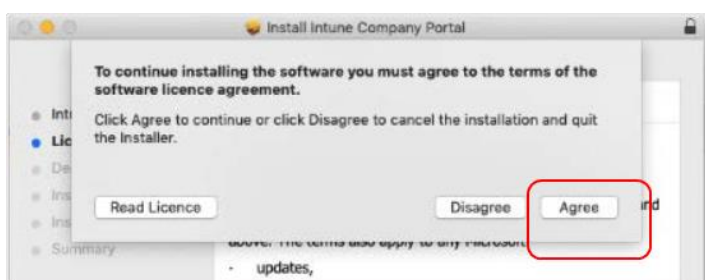 Install Intune Company Portal
To continue installing the software you must agree to the terms of the
software licence agreement.
Click Agree to continue or click Disagree to cancel the installation and quit
the Installer.
Read Licence Disagree Agree
Summary
above. The terms also apply to any Microsoft
- updates,